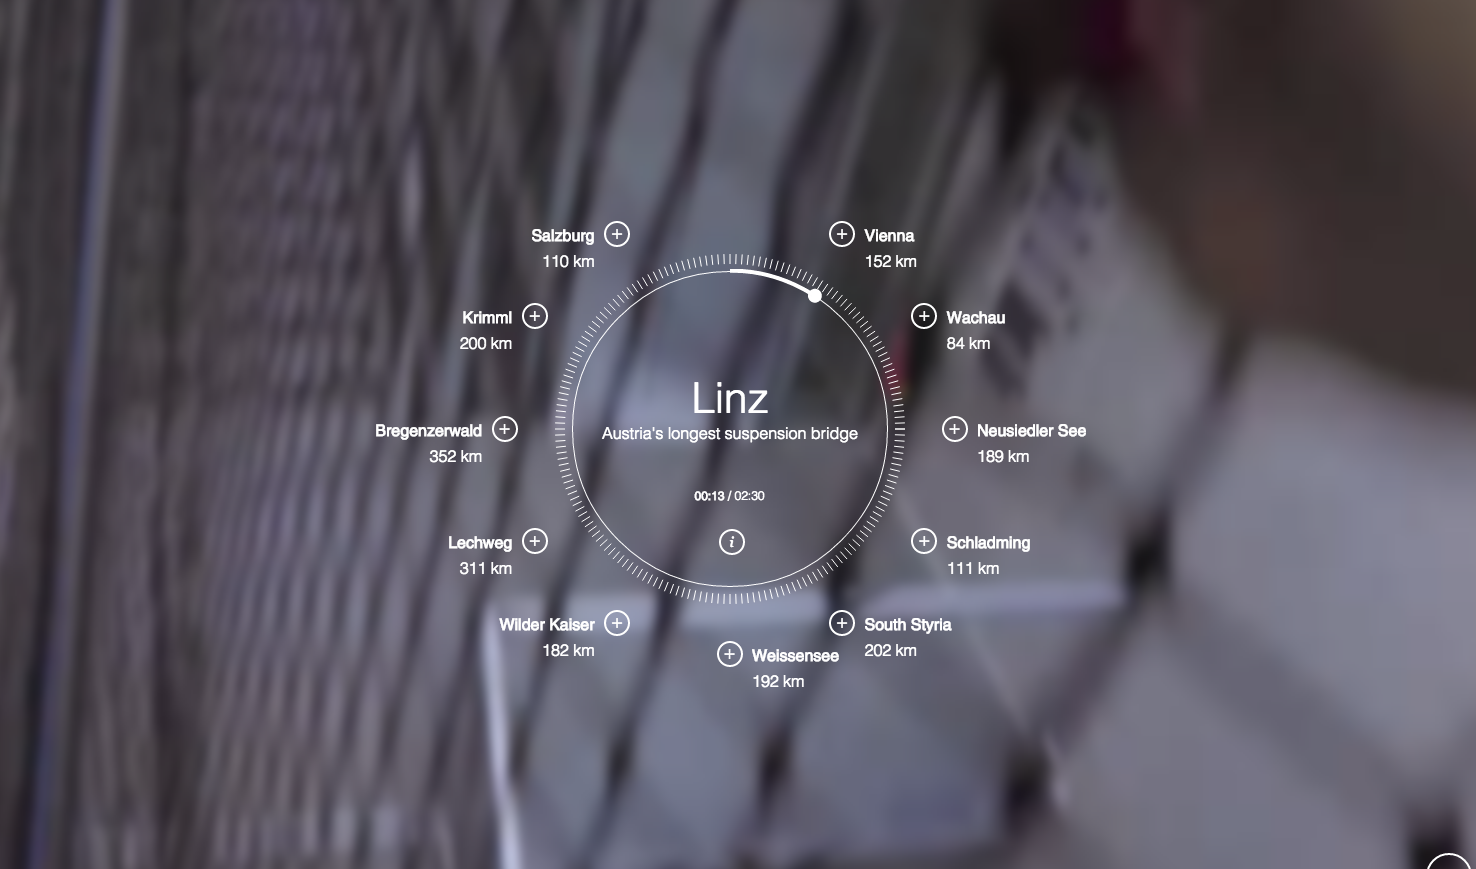 Salzburg
110 km
Vienna
152 km
Krimml
200 km
Wachau
84 km
Linz
Austria's longest suspension bridge
Bregenzerwald
352 km
Neusiedler See
189 km
00:13 / 02:30
i
Lechweg
311 km
Schladming
111 km
Wilder Kaiser
182 km
South Styria
202 km
Weissensee
192 km